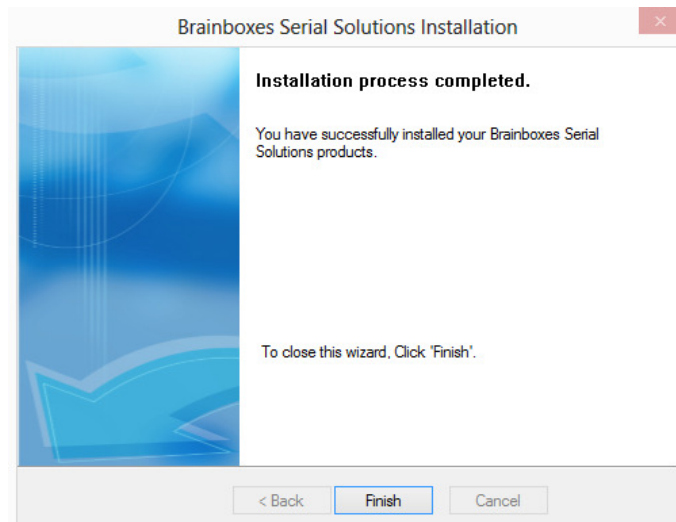 Brainboxes Serial Solutions Installation
Installation process completed.
You have successfully installed your Brainboxes Serial
Solutions products.
To close this wizard, Click 'Finish'.
< Back Finish Cancel